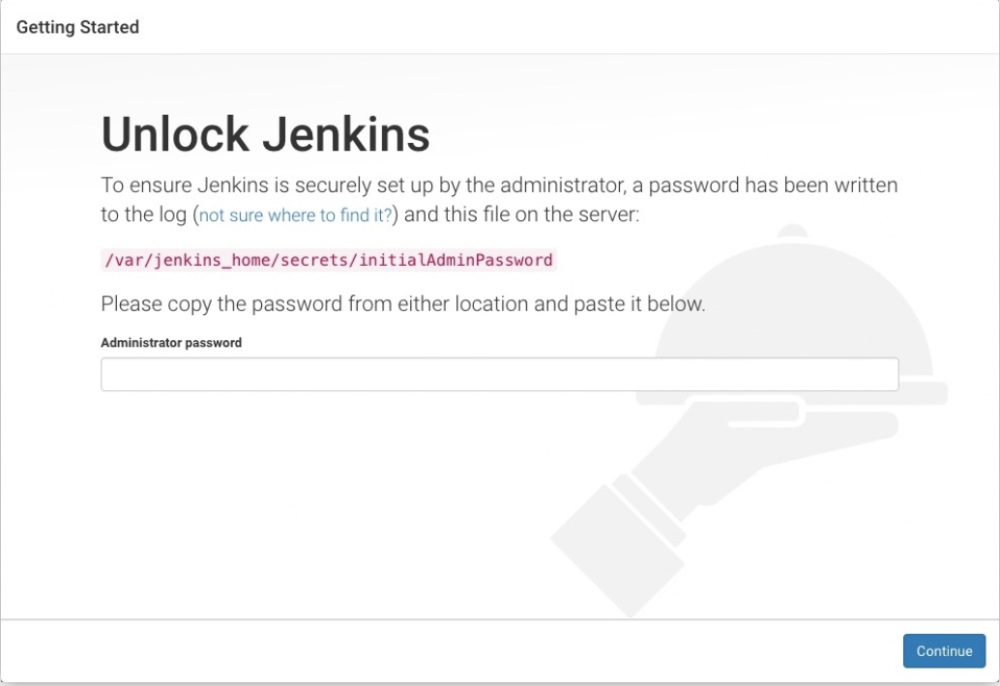 Getting Started
Unlock Jenkins
To ensure Jenkins is securely set up by the administrator, a password has been written
to the log (not sure where to find it?) and this file on the server:
/var/jenkins_home/secrets/initialAdminPassword
Please copy the password from either location and paste it below.
Administrator password
Continue